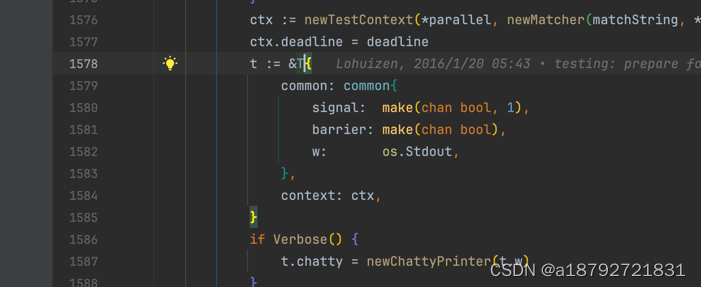 1576 ctx := newTestContext(*parallel, newMatcher(matchString, *
1577 ctx.deadline = deadline
1578 t := &T{ Lohuizen, 2016/1/20 05:43 • testing: prepare fo
1579 common: common{
1580 signal: make(chan bool, 1),
1581 barrier: make(chan bool),
1582 w: os.Stdout,
1583 },
1584 context: ctx,
1585 }
1586 if Verbose() {
1587 t.chatty = newChattyPrinter(t.w)
1588 }
CSDN @a18792721831